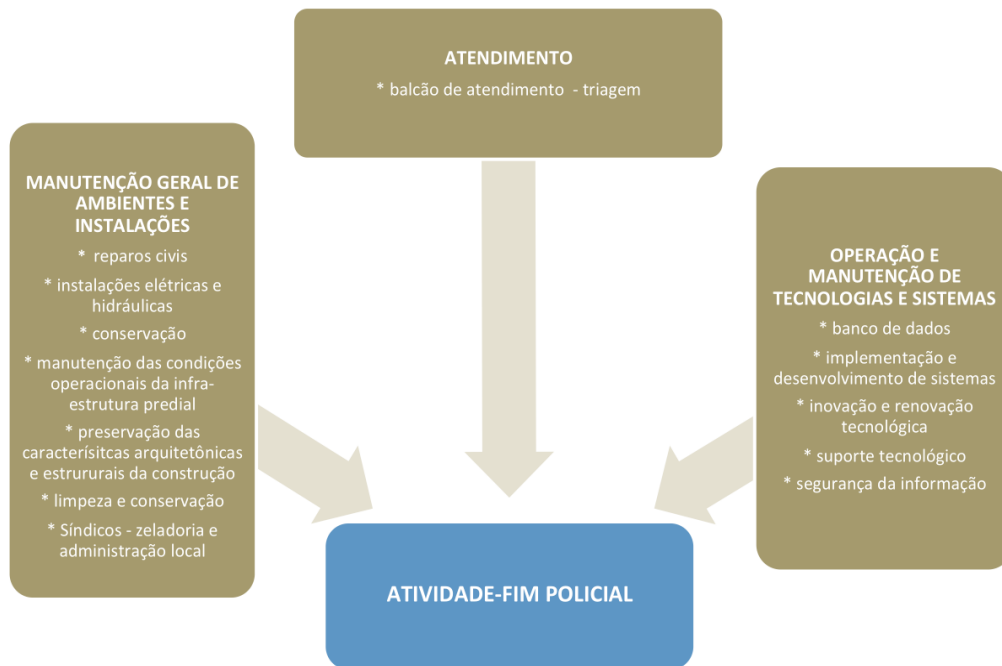 ATENDIMENTO
* balcão de atendimento - triagem
MANUTENÇÃO GERAL DE
AMBIENTES E
INSTALAÇÕES
* reparos civis
* instalações elétricas e
hidráulicas
* conservação
* manutenção das condições
operacionais da infra-
estrutura predial
* preservação das
caracterísitcas arquitetônicas
e estrururais da construção
* limpeza e conservação
* Síndicos - zeladoria e
administração local
OPERAÇÃO E
MANUTENÇÃO DE
TECNOLOGIAS E SISTEMAS
* banco de dados
* implementação e
desenvolvimento de sistemas
* inovação e renovação
tecnológica
* suporte tecnológico
* segurança da informação
ATIVIDADE-FIM POLICIAL